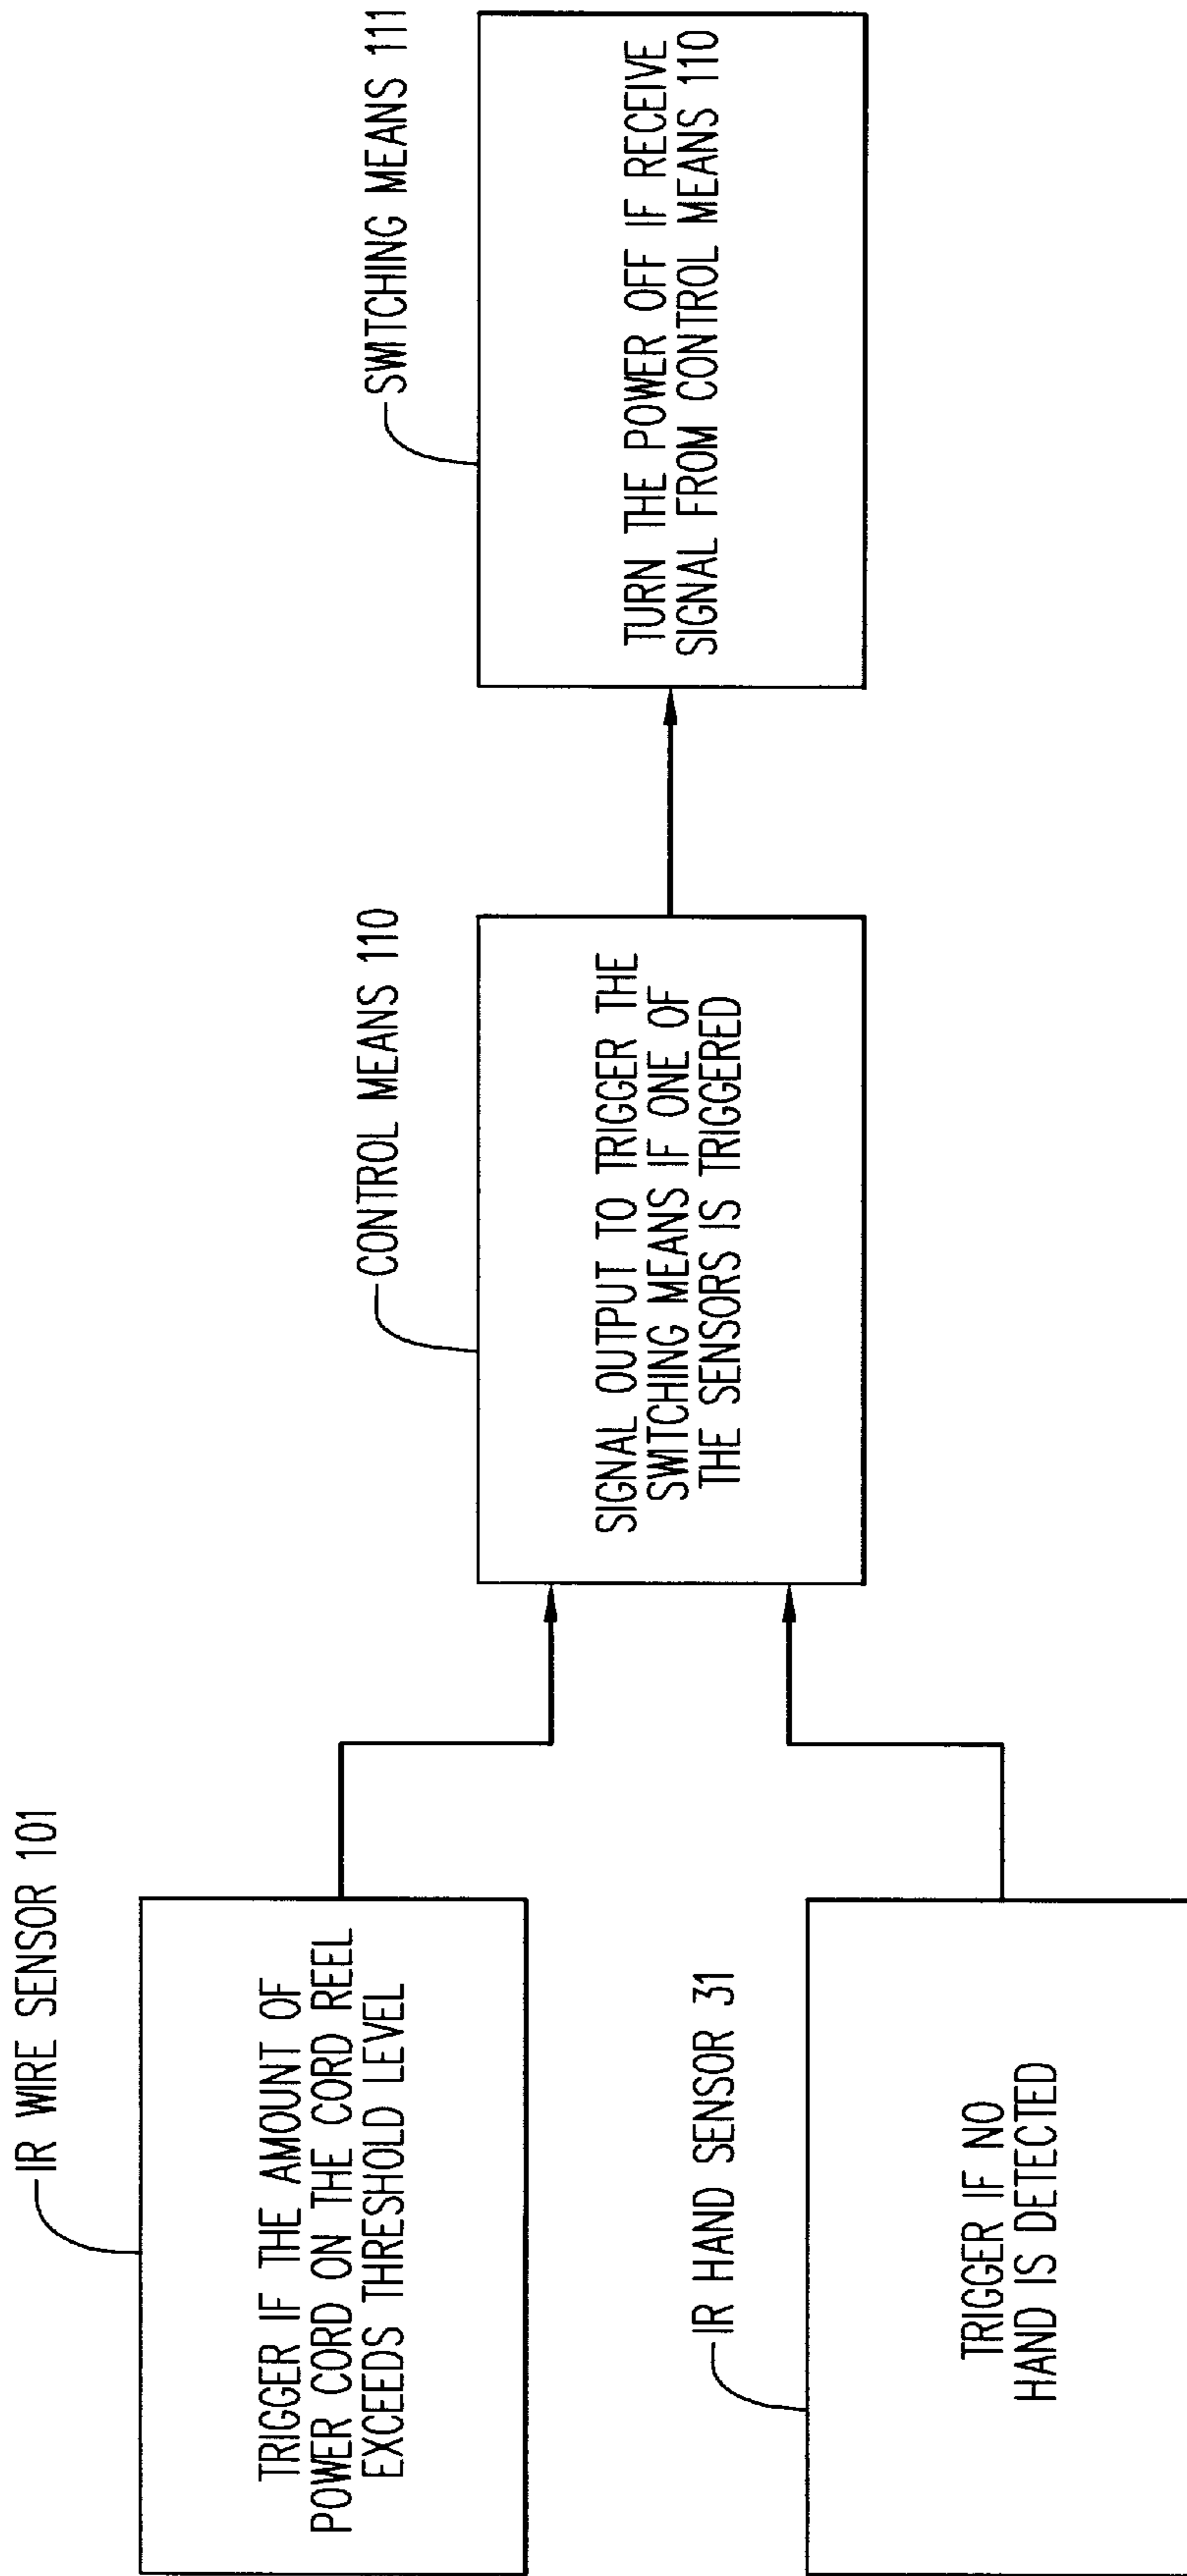 IR WIRE SENSOR 101
TRIGGER IF THE AMOUNT OF
POWER CORD ON THE CORD REEL
EXCEEDS THRESHOLD LEVEL
IR HAND SENSOR 31
TRIGGER IF NO
HAND IS DETECTED
CONTROL MEANS 110
SIGNAL OUTPUT TO TRIGGER THE
SWITCHING MEANS IF ONE OF
THE SENSORS IS TRIGGERED
SWITCHING MEANS 111
TURN THE POWER OFF IF RECEIVE
SIGNAL FROM CONTROL MEANS 110